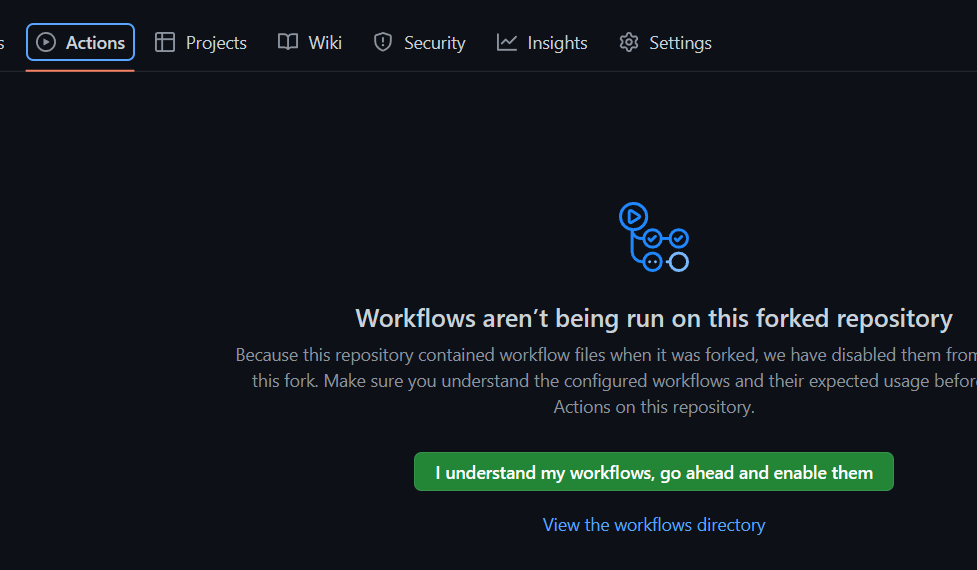 Actions Projects Wiki Security Insights Settings
Workflows aren’t being run on this forked repository
Because this repository contained workflow files when it was forked, we have disabled them from
this fork. Make sure you understand the configured workflows and their expected usage
Actions on this repository.
I understand my workflows, go ahead and enable them
View the workflows directory